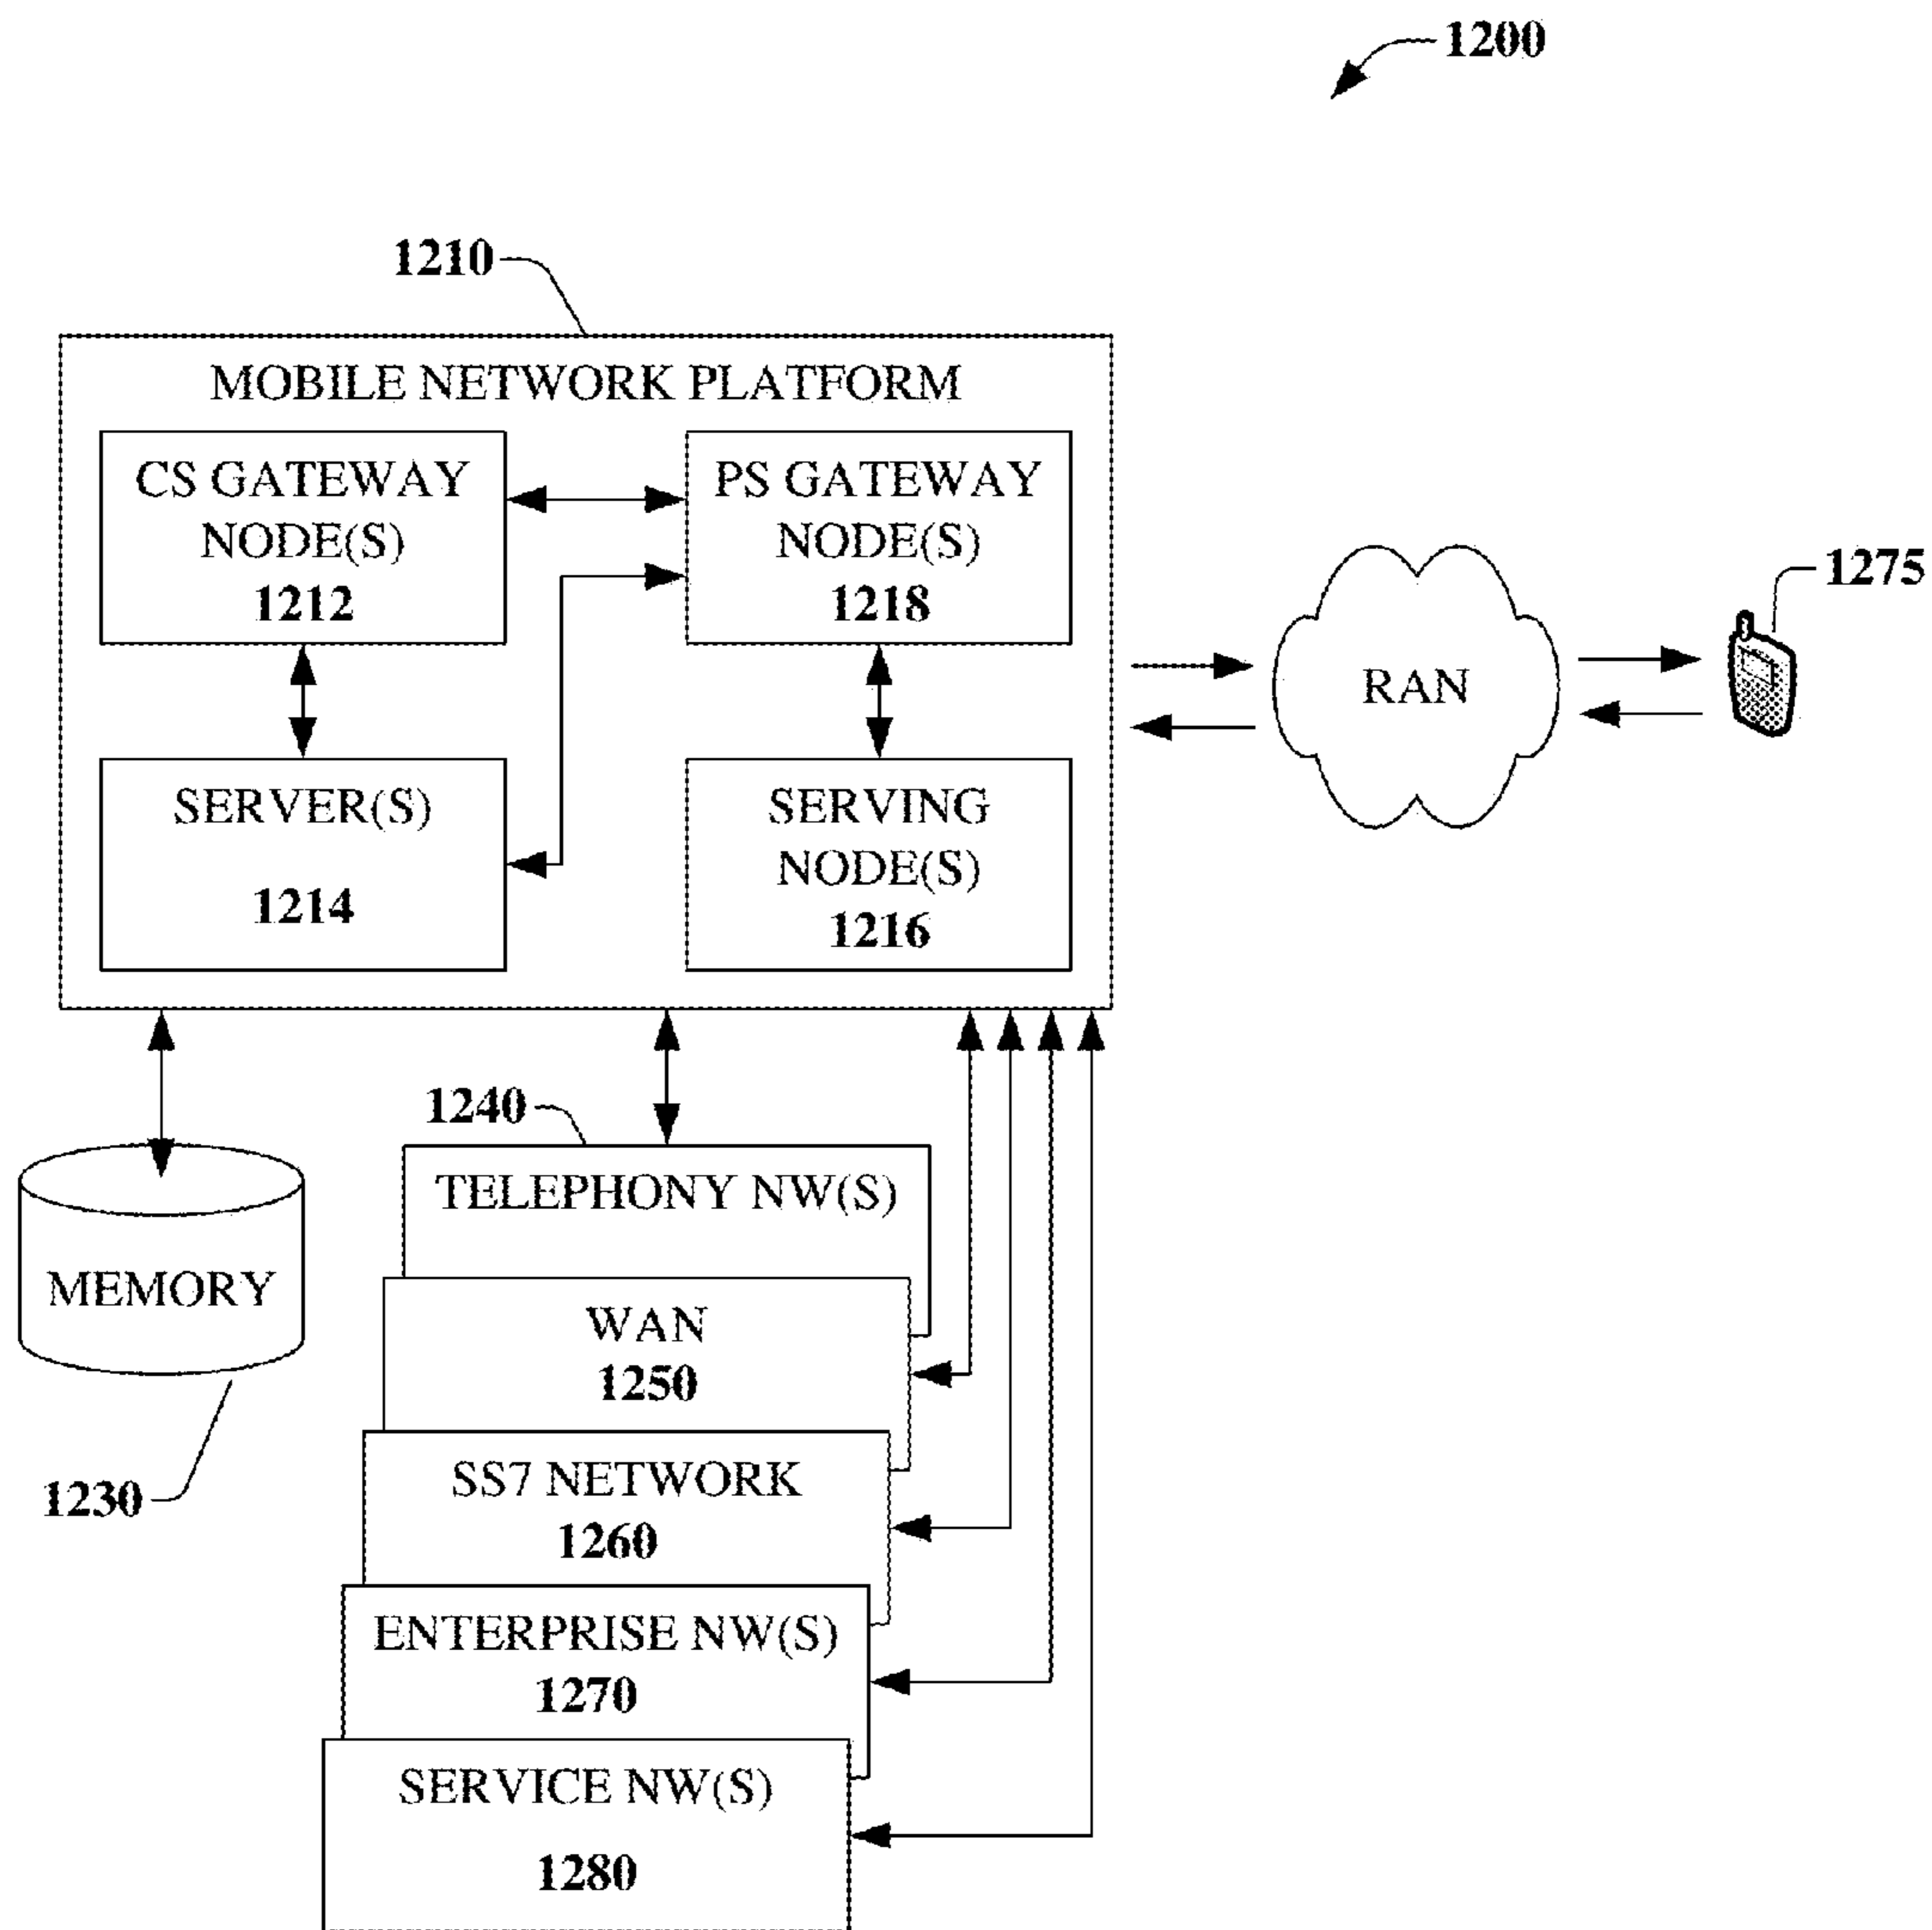 1200
1210
MOBILE NETWORK PLATFORM
CS GATEWAY
NODE(S)
1212
PS GATEWAY
NODE(S)
1218
SERVER(S)
1214
SERVING
NODE(S)
1216
RAN
1275
1240
TELEPHONY NW(S)
MEMORY
1230
WAN
1250
SS7 NETWORK
1260
ENTERPRISE NW(S)
1270
SERVICE NW(S)
1280